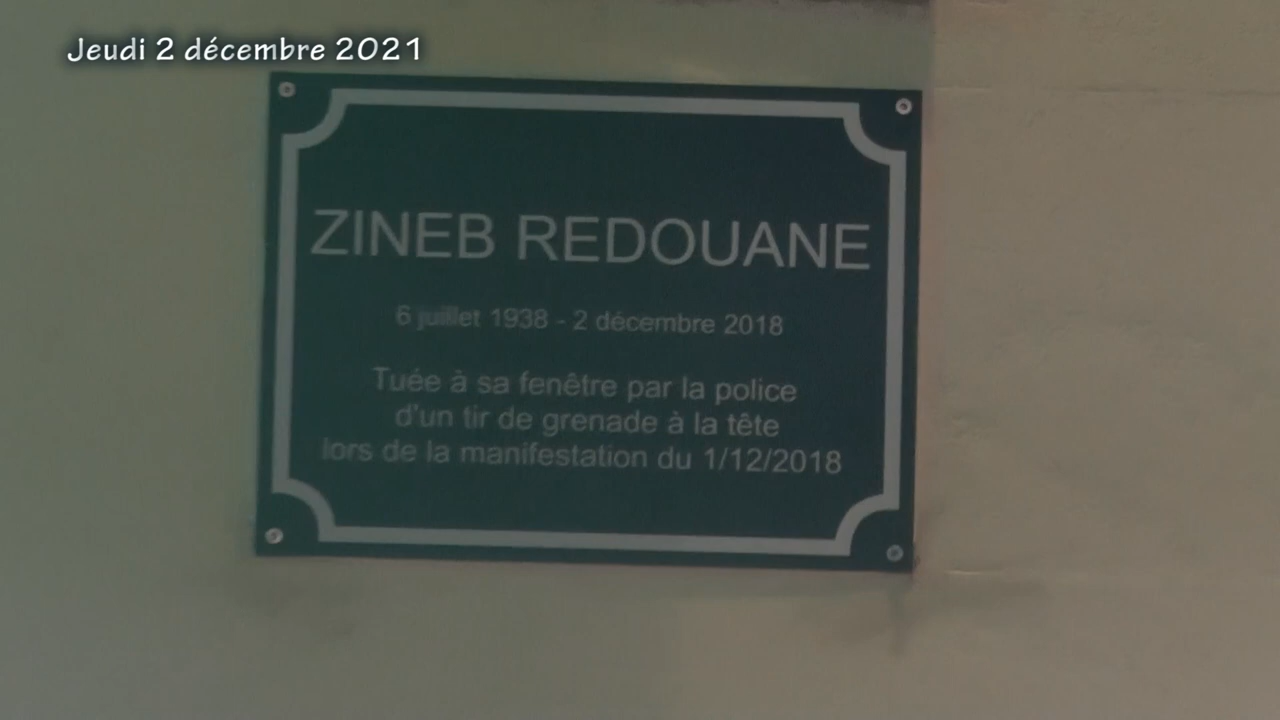 Jeudi 2 décembre 2021
ZINEB REDOUANE
6 juillet 1938 - 2 décembre 2018
Tuée à sa fenêtre par la police
d'un tir de grenade à la tête
lors de la manifestation du 1/12/2018